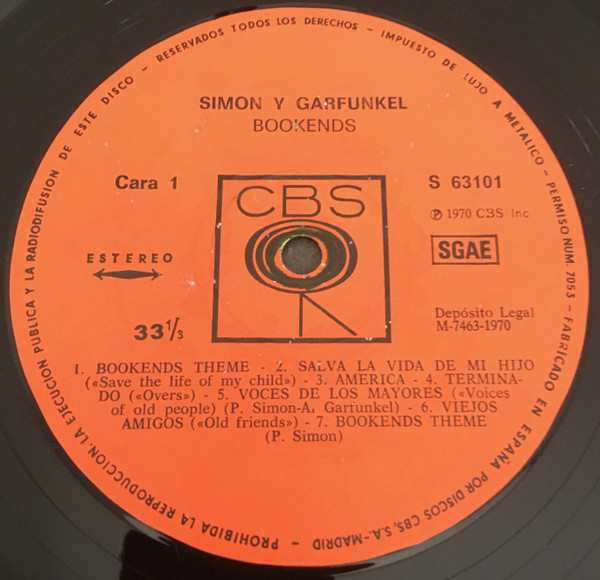 RESERVADOS TODOS LOS DERECHOS - IMPUESTO DE LUJO A METALICO - PERMISO NUM. 7053 - FABRICADO EN ESPAÑA POR DISCOS CBS, S.A.-MADRID - PROHIBIDA LA REPRODUCCION, LA EJECUCION PUBLICA Y LA RADIODIFUSION DE ESTE DISCO -
SIMON Y GARFUNKEL
BOOKENDS
Cara 1
CBS
S 63101
℗ 1970 CBS Inc
SGAE
ESTEREO
33⅓
Depósito Legal
M-7463-1970
1. BOOKENDS THEME - 2. SALVA LA VIDA DE MI HIJO
(«Save the life of my child») - 3. AMERICA - 4. TERMINA-
DO («Overs») - 5. VOCES DE LOS MAYORES («Voices
of old people) (P. Simon-A. Garfunkel) - 6. VIEJOS
AMIGOS («Old friends») - 7. BOOKENDS THEME
(P. Simon)